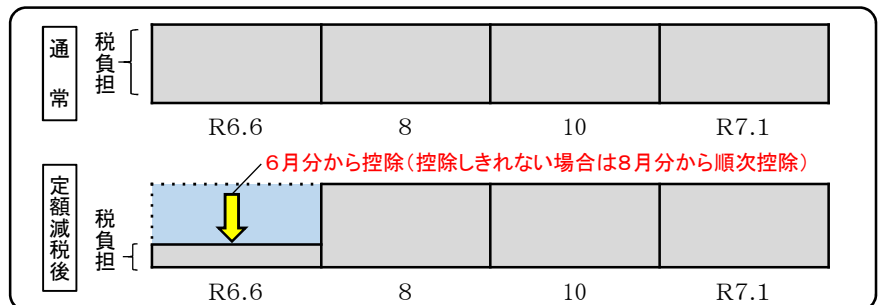 通常
税負担
R6.6 8 10 R7.1
6月分から控除(控除しきれない場合は8月分から順次控除)
定額減税後
税負担
R6.6 8 10 R7.1